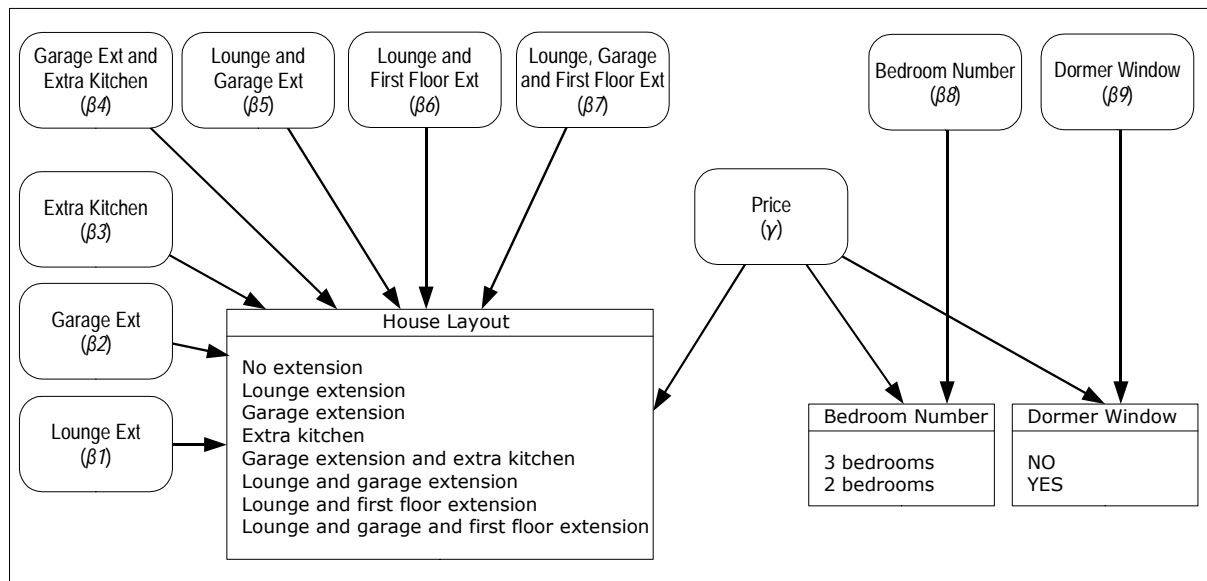 Garage Ext and
Extra Kitchen
(β4)
Lounge and
Garage Ext
(β5)
Lounge and
First Floor Ext
(β6)
Lounge, Garage
and First Floor Ext
(β7)
Bedroom Number
(β8)
Dormer Window
(β9)
Extra Kitchen
(β3)
Price
(γ)
Garage Ext
(β2)
Lounge Ext
(β1)
House Layout
No extension
Lounge extension
Garage extension
Extra kitchen
Garage extension and extra kitchen
Lounge and garage extension
Lounge and first floor extension
Lounge and garage and first floor extension
Bedroom Number
3 bedrooms
2 bedrooms
Dormer Window
NO
YES